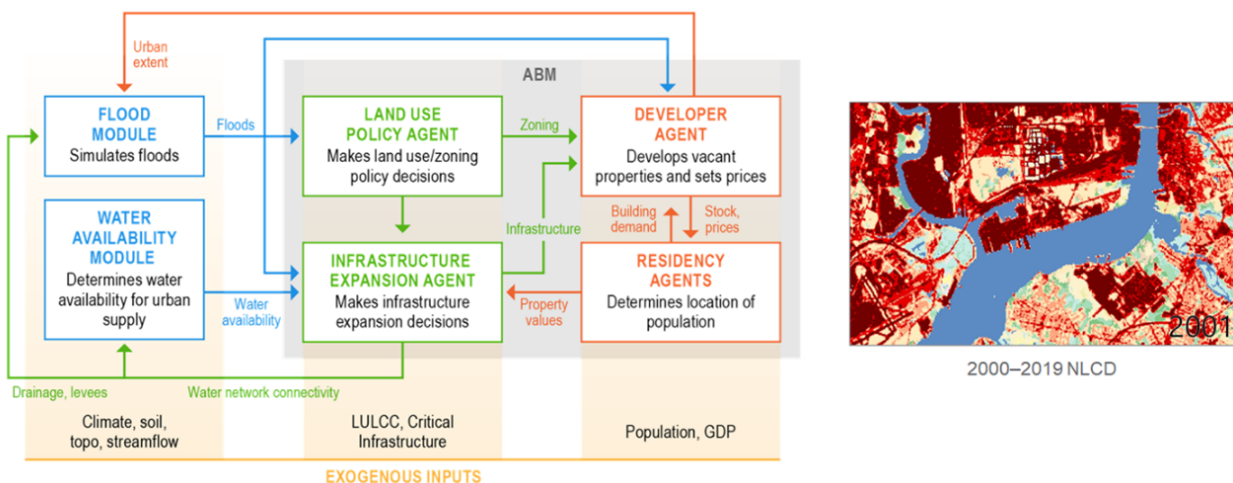 ABM
Urban
extent
FLOOD
MODULE
Simulates floods
Floods
LAND USE
POLICY AGENT
Makes land use/zoning
policy decisions
Zoning
DEVELOPER
AGENT
Develops vacant
properties and sets prices
WATER
AVAILABILITY
MODULE
Determines water
availability for urban
supply
Water
availability
INFRASTRUCTURE
EXPANSION AGENT
Makes infrastructure
expansion decisions
Infrastructure
Building
demand
Stock,
prices
Property
values
RESIDENCY
AGENTS
Determines location of
population
Drainage, levees
Water network connectivity
Climate, soil,
topo, streamflow
LULCC, Critical
Infrastructure
Population, GDP
EXOGENOUS INPUTS
2001
2000–2019 NLCD